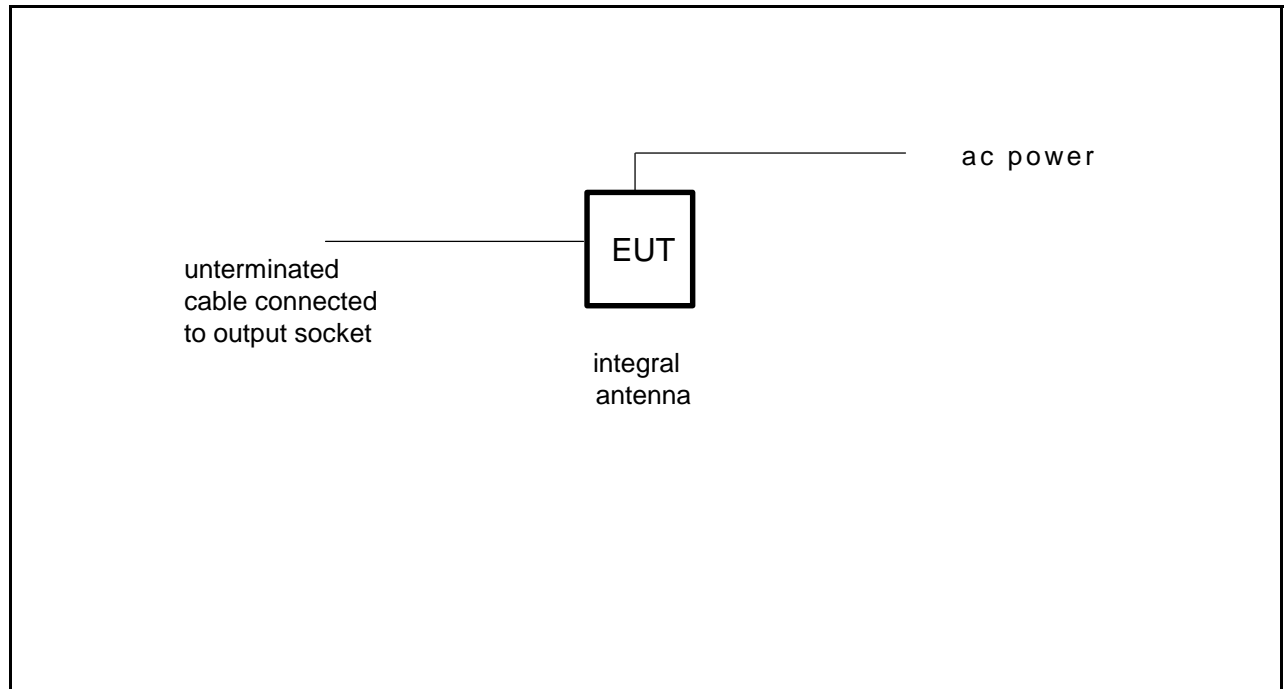 ac power
EUT
unterminated
cable connected
to output socket
integral
antenna